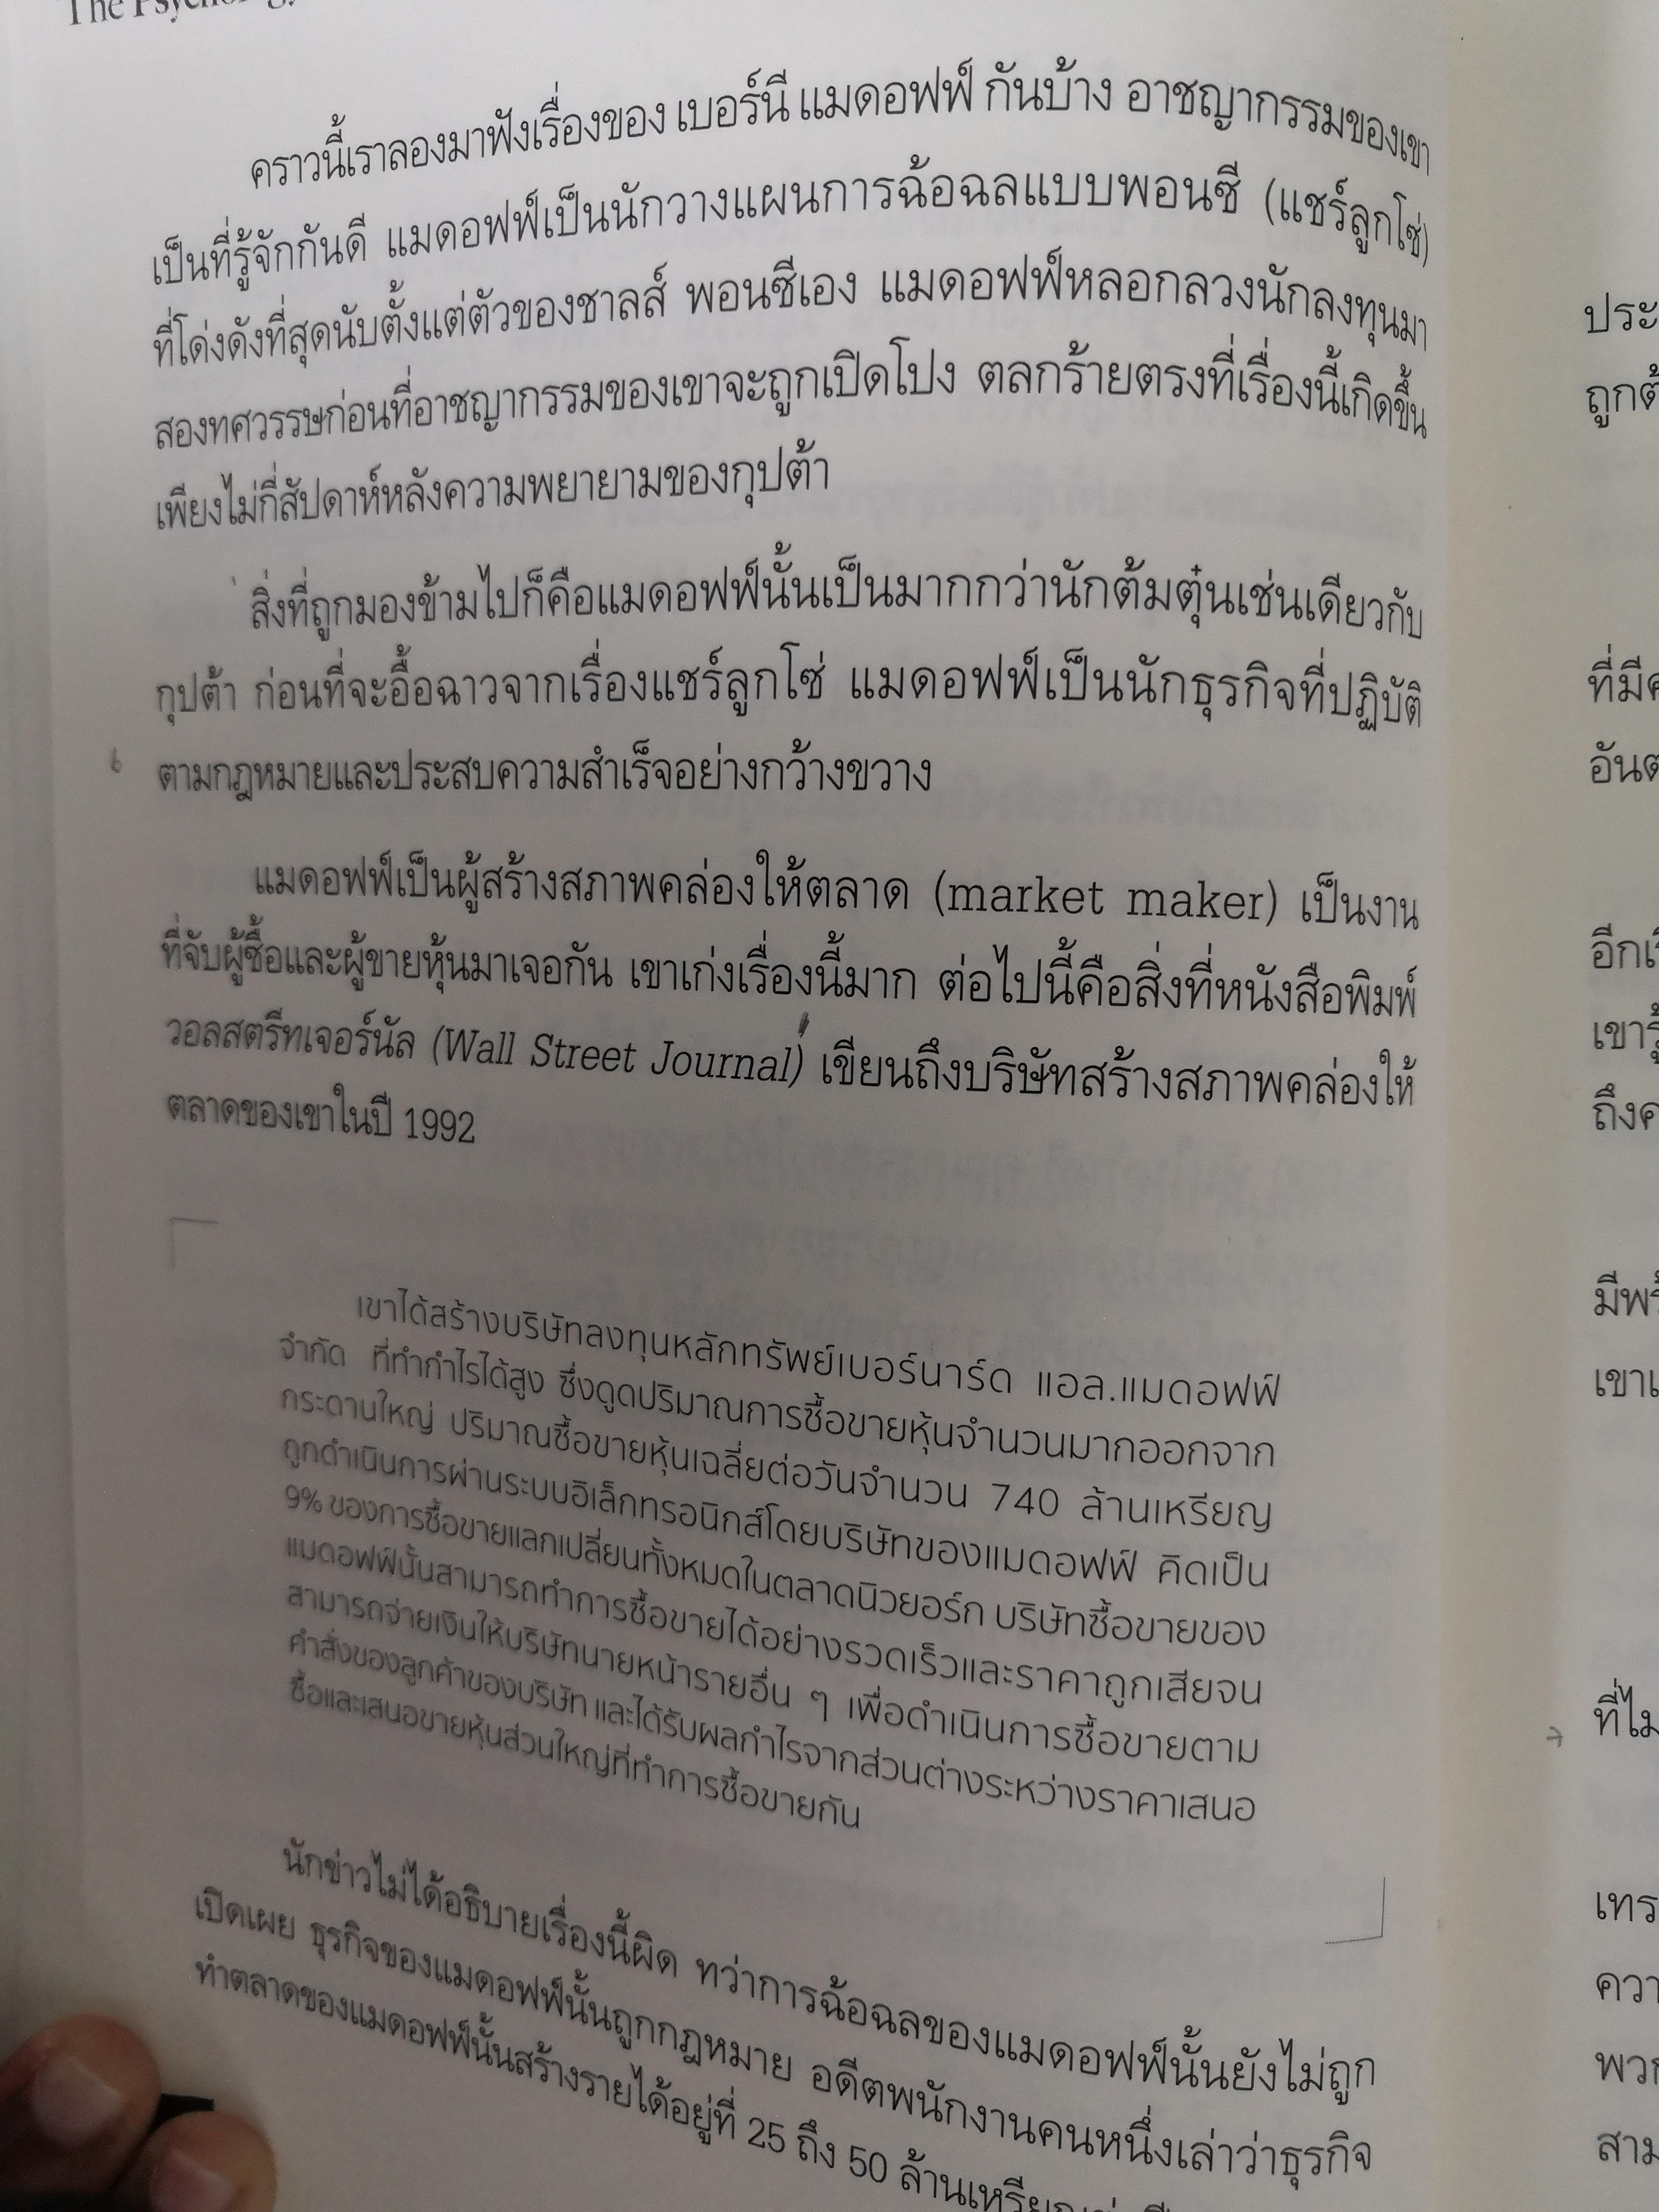 The
คราวนี้เราลองมาฟังเรื่องของ เบอร์นี แมดอฟฟ์ กันบ้าง อาชญากรรมของเขา
เป็นที่รู้จักกันดี แมดอฟฟ์เป็นนักวางแผนการฉ้อฉลแบบพอนซี (แชร์ลูกโซ่)
ที่โด่งดังที่สุดนับตั้งแต่ตัวของชาลส์ พอนซีเอง แมดอฟฟ์หลอกลวงนักลงทุนมา
สองทศวรรษก่อนที่อาชญากรรมของเขาจะถูกเปิดโปง ตลกร้ายตรงที่เรื่องนี้เกิดขึ้น
เพียงไม่กี่สัปดาห์หลังความพยายามของกุปต้า
สิ่งที่ถูกมองข้ามไปก็คือแมดอฟฟ์นั้นเป็นมากกว่านักต้มตุ๋นเช่นเดียวกับ
กุปต้า ก่อนที่จะอื้อฉาวจากเรื่องแชร์ลูกโซ่ แมดอฟฟ์เป็นนักธุรกิจที่ปฏิบัติ
ตามกฎหมายและประสบความสำเร็จอย่างกว้างขวาง
แมดอฟฟ์เป็นผู้สร้างสภาพคล่องให้ตลาด (market maker) เป็นงาน
ที่จับผู้ซื้อและผู้ขายหุ้นมาเจอกัน เขาเก่งเรื่องนี้มาก ต่อไปนี้คือสิ่งที่หนังสือพิมพ์
วอลสตรีทเจอร์นัล (Wall Street Journal) เขียนถึงบริษัทสร้างสภาพคล่องให้
ตลาดของเขาในปี 1992
เขาได้สร้างบริษัทลงทุนหลักทรัพย์เบอร์นาร์ด แอล.แมดอฟฟ์
จำกัด ที่ทำกำไรได้สูง ซึ่งดูดปริมาณการซื้อขายหุ้นจำนวนมากออกจาก
กระดานใหญ่ ปริมาณซื้อขายหุ้นเฉลี่ยต่อวันจำนวน 740 ล้านเหรียญ
ถูกดำเนินการผ่านระบบอิเล็กทรอนิกส์โดยบริษัทของแมดอฟฟ์ คิดเป็น
9% ของการซื้อขายแลกเปลี่ยนทั้งหมดในตลาดนิวยอร์ก บริษัทซื้อขายของ
แมดอฟฟ์นั้นสามารถทำการซื้อขายได้อย่างรวดเร็วและราคาถูกเสียจน
สามารถจ่ายเงินให้บริษัทนายหน้ารายอื่น ๆ เพื่อดำเนินการซื้อขายตาม
คำสั่งของลูกค้าของบริษัท และได้รับผลกำไรจากส่วนต่างระหว่างราคาเสนอ
ซื้อและเสนอขายหุ้นส่วนใหญ่ที่ทำการซื้อขายกัน
นักข่าวไม่ได้อธิบายเรื่องนี้ผิด ทว่าการฉ้อฉลของแมดอฟฟ์นั้นยังไม่ถูก
เปิดเผย ธุรกิจของแมดอฟฟ์นั้นถูกกฎหมาย อดีตพนักงานคนหนึ่งเล่าว่าธุรกิจ
ทำตลาดของแมดอฟฟ์นั้นสร้างรายได้อยู่ที่ 25 ถึง 50 ล้านเหรียญ
ประ
ถูกต้
ที่มี
อีกเ
เขารู้
ถึงค
เขาเ
ที่ไม
เทร
ควา
พวก
สาม